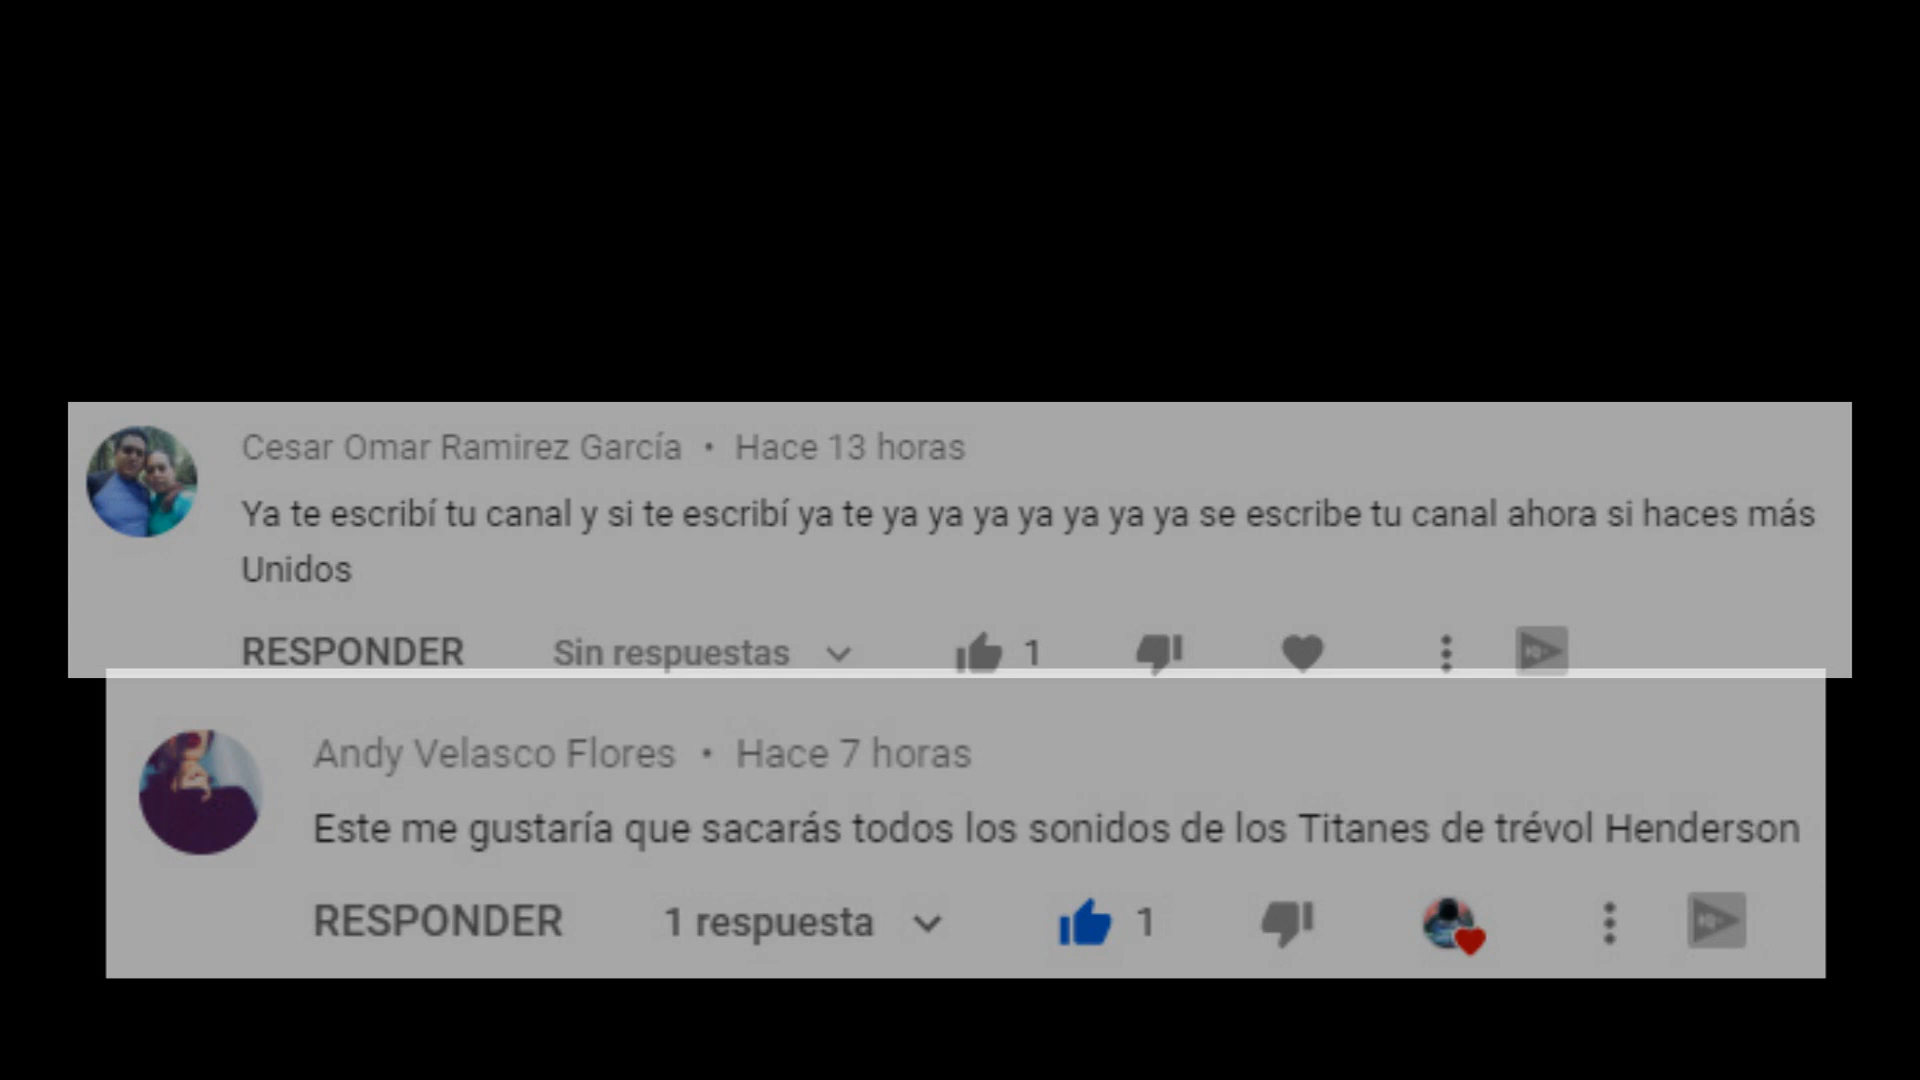 Cesar Omar Ramirez García • Hace 13 horas
Ya te escribí tu canal y si te escribí ya te ya ya ya ya ya ya ya se escribe tu canal ahora si haces más
Unidos
RESPONDER Sin respuestas 1
Andy Velasco Flores • Hace 7 horas
Este me gustaría que sacarás todos los sonidos de los Titanes de trévol Henderson
RESPONDER 1 respuesta 1